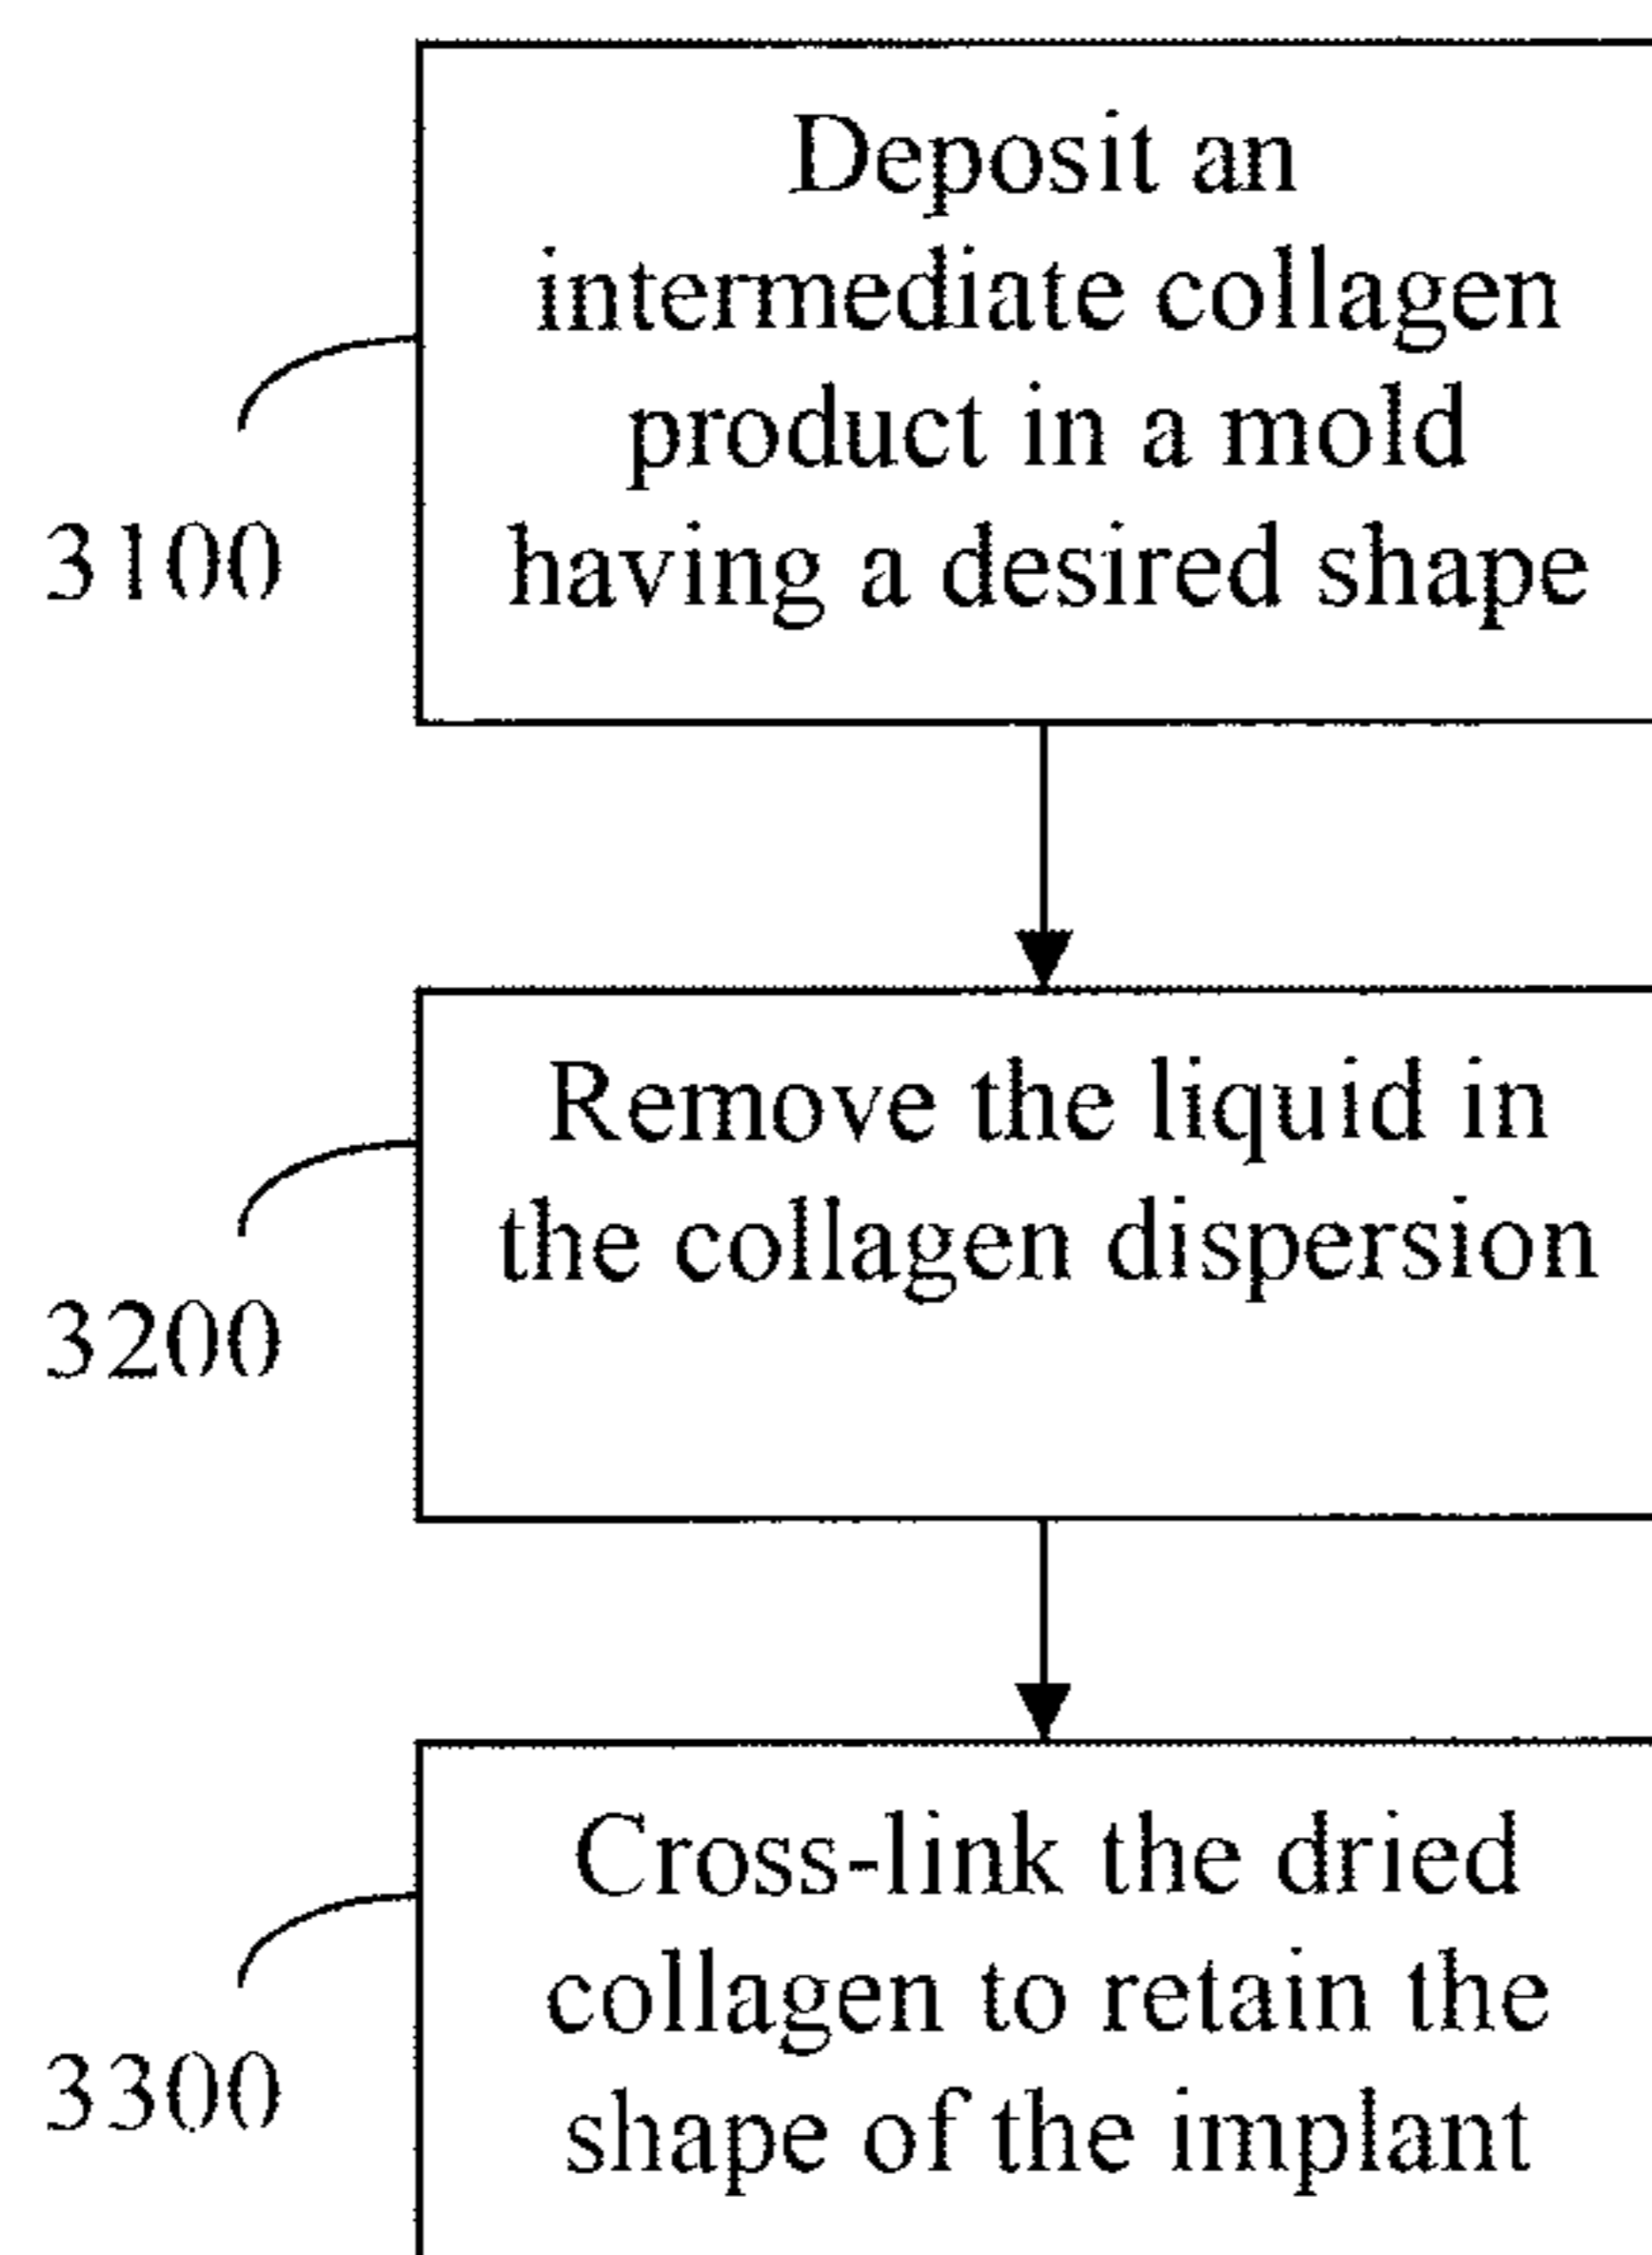 Deposit an
intermediate collagen
product in a mold
having a desired shape
3100
Remove the liquid in
the collagen dispersion
3200
Cross-link the dried
collagen to retain the
shape of the implant
3300